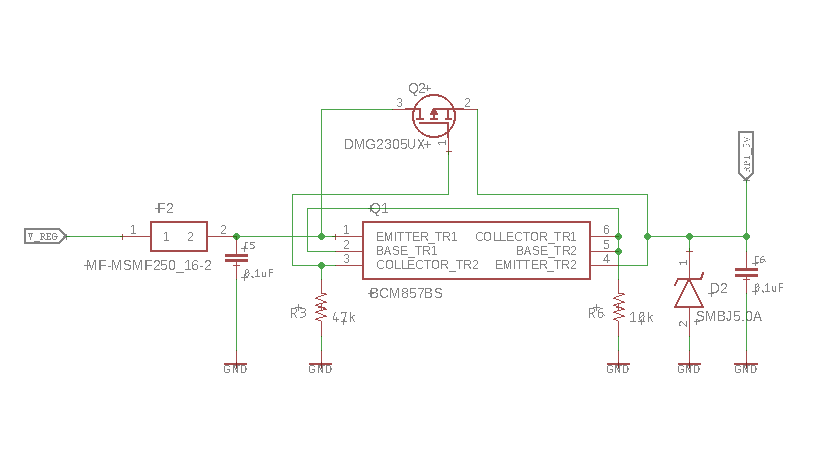 Q2
3
2
DMG2305UX
1
RPI_5V
F2
Q1
V_REG
1
1 2
2
C5
0,1uF
MF-MSMF250_16-2
1
EMITTER_TR1
COLLECTOR_TR1
6
2
BASE_TR1
BASE_TR2
5
3
COLLECTOR_TR2
EMITTER_TR2
4
BCM857BS
1
D2
2
SMBJ5.0A
C6
0,1uF
R3
47k
R6
10k
GND
GND
GND
GND
GND